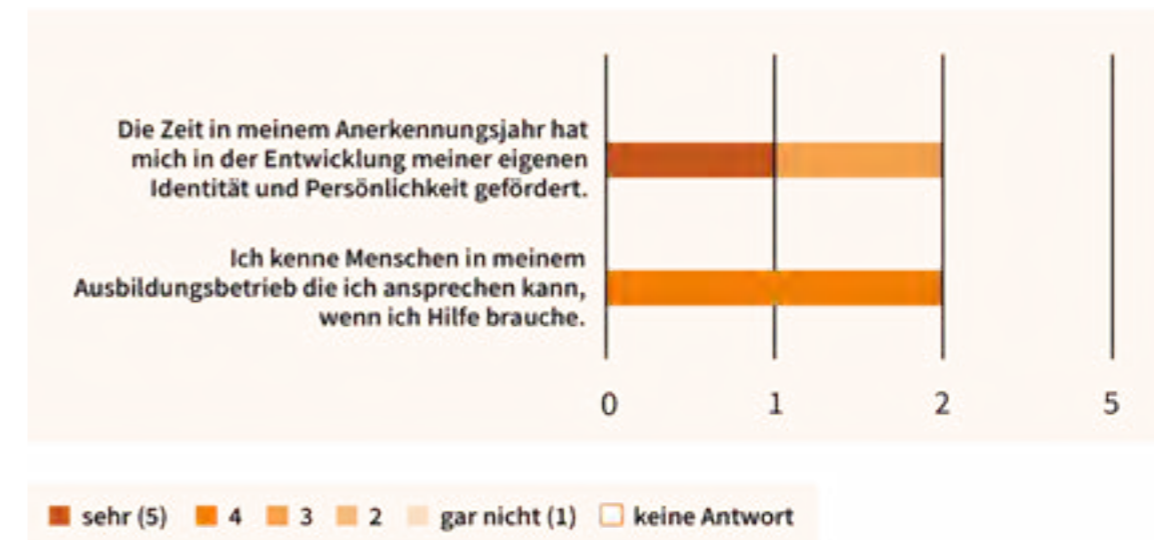 Die Zeit in meinem Anerkennungsjahr hat
mich in der Entwicklung meiner eigenen
Identität und Persönlichkeit gefördert.
Ich kenne Menschen in meinem
Ausbildungsbetrieb die ich ansprechen kann,
wenn ich Hilfe brauche.
0 1 2 5
sehr (5) 4 3 2 gar nicht (1) keine Antwort